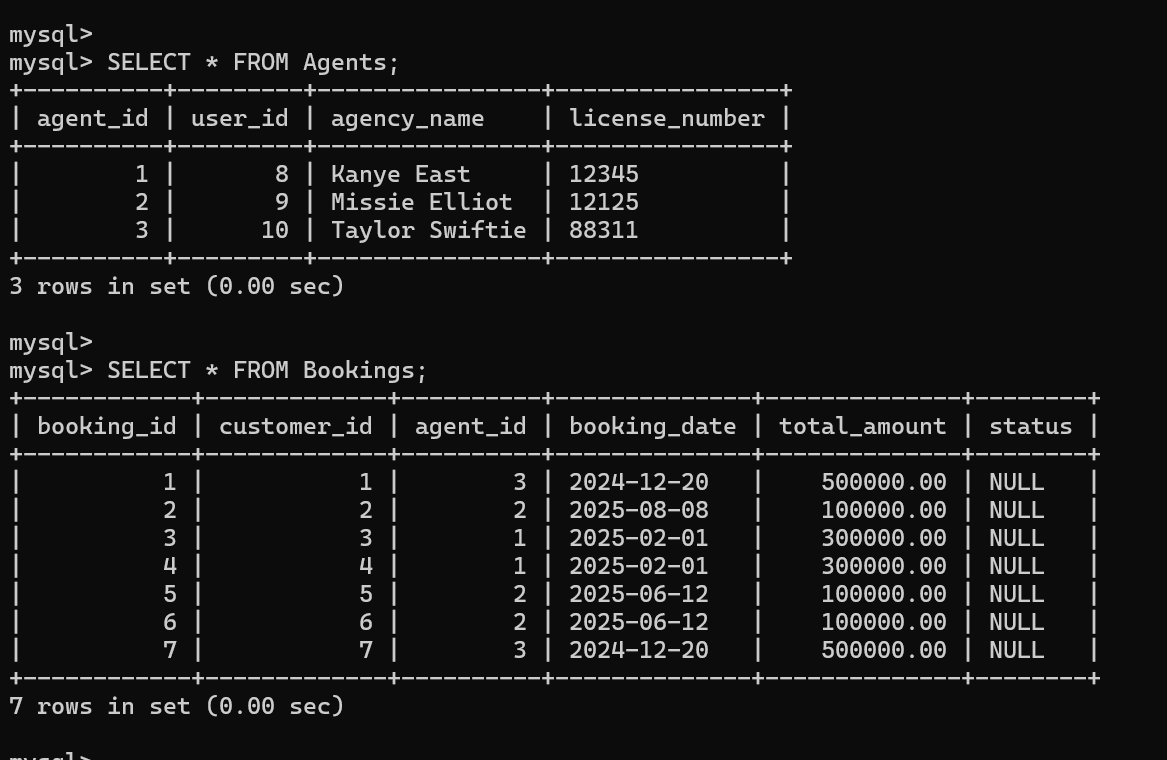 mysql>
mysql> SELECT * FROM Agents;
+----------+---------+----------------+----------------+
| agent_id | user_id | agency_name    | license_number |
+----------+---------+----------------+----------------+
|        1 |       8 | Kanye East     | 12345          |
|        2 |       9 | Missie Elliot  | 12125          |
|        3 |      10 | Taylor Swiftie | 88311          |
+----------+---------+----------------+----------------+
3 rows in set (0.00 sec)
mysql>
mysql> SELECT * FROM Bookings;
+------------+-------------+----------+--------------+--------------+--------+
| booking_id | customer_id | agent_id | booking_date | total_amount | status |
+------------+-------------+----------+--------------+--------------+--------+
|          1 |           1 |        3 | 2024-12-20   |    500000.00 | NULL   |
|          2 |           2 |        2 | 2025-08-08   |    100000.00 | NULL   |
|          3 |           3 |        1 | 2025-02-01   |    300000.00 | NULL   |
|          4 |           4 |        1 | 2025-02-01   |    300000.00 | NULL   |
|          5 |           5 |        2 | 2025-06-12   |    100000.00 | NULL   |
|          6 |           6 |        2 | 2025-06-12   |    100000.00 | NULL   |
|          7 |           7 |        3 | 2024-12-20   |    500000.00 | NULL   |
+------------+-------------+----------+--------------+--------------+--------+
7 rows in set (0.00 sec)
mysql>